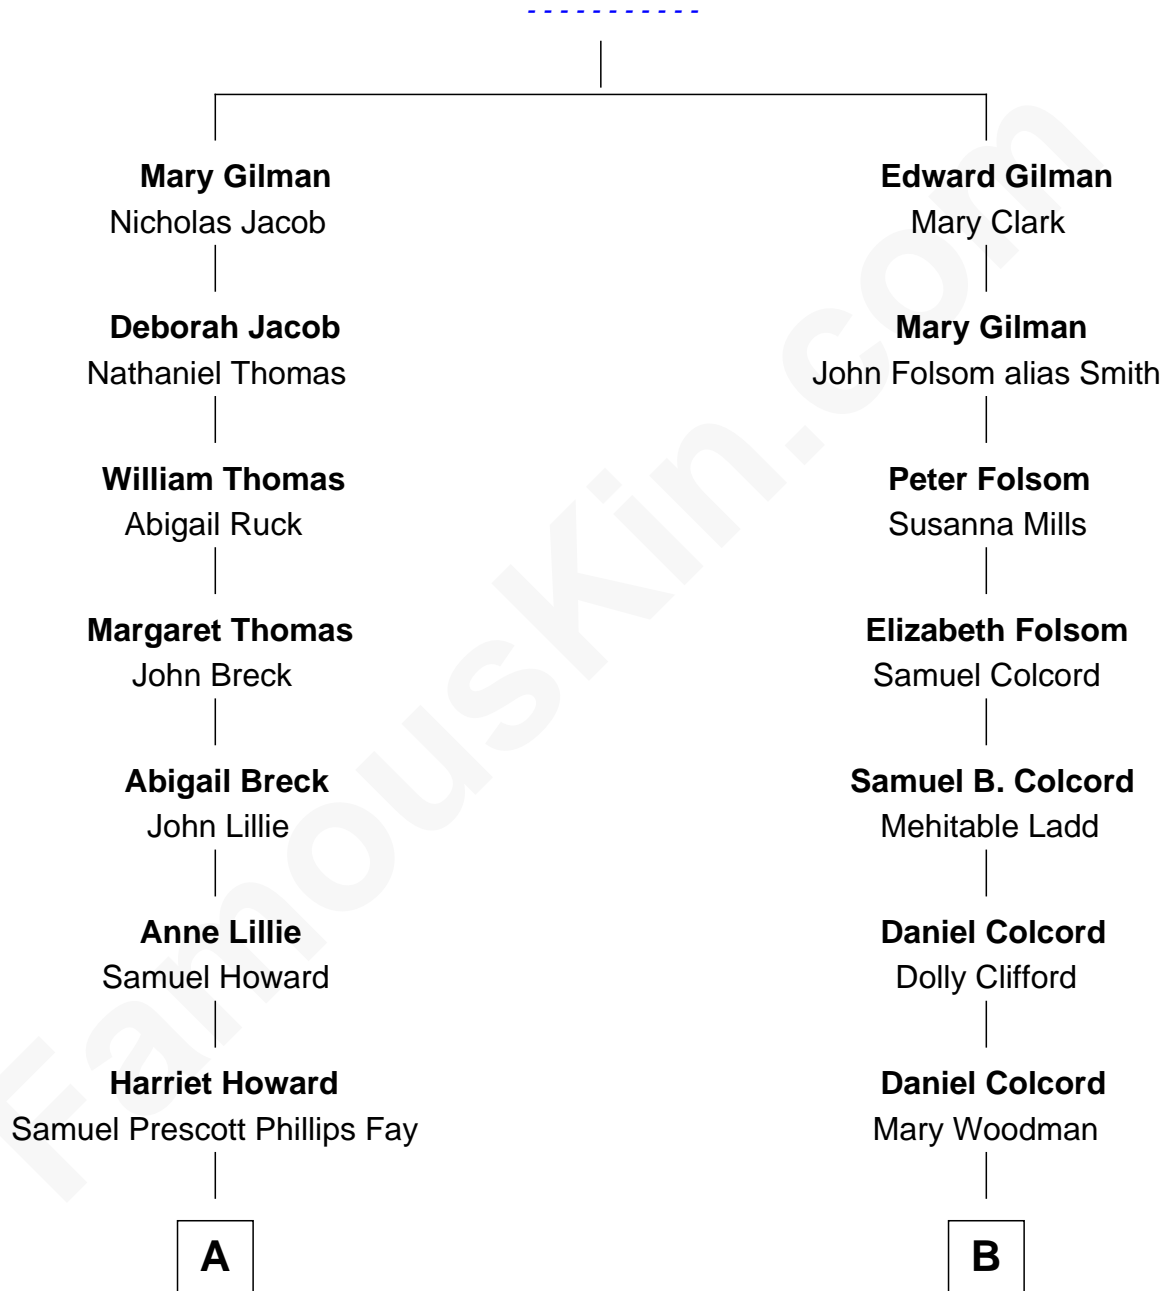 - - - - - - - - - - -
Mary Gilman
Nicholas Jacob
Edward Gilman
Mary Clark
Deborah Jacob
Nathaniel Thomas
Mary Gilman
John Folsom alias Smith
William Thomas
Abigail Ruck
Peter Folsom
Susanna Mills
Margaret Thomas
John Breck
Elizabeth Folsom
Samuel Colcord
Abigail Breck
John Lillie
Samuel B. Colcord
Mehitable Ladd
Anne Lillie
Samuel Howard
Daniel Colcord
Dolly Clifford
Harriet Howard
Samuel Prescott Phillips Fay
Daniel Colcord
Mary Woodman
A
B
FamousKin.com